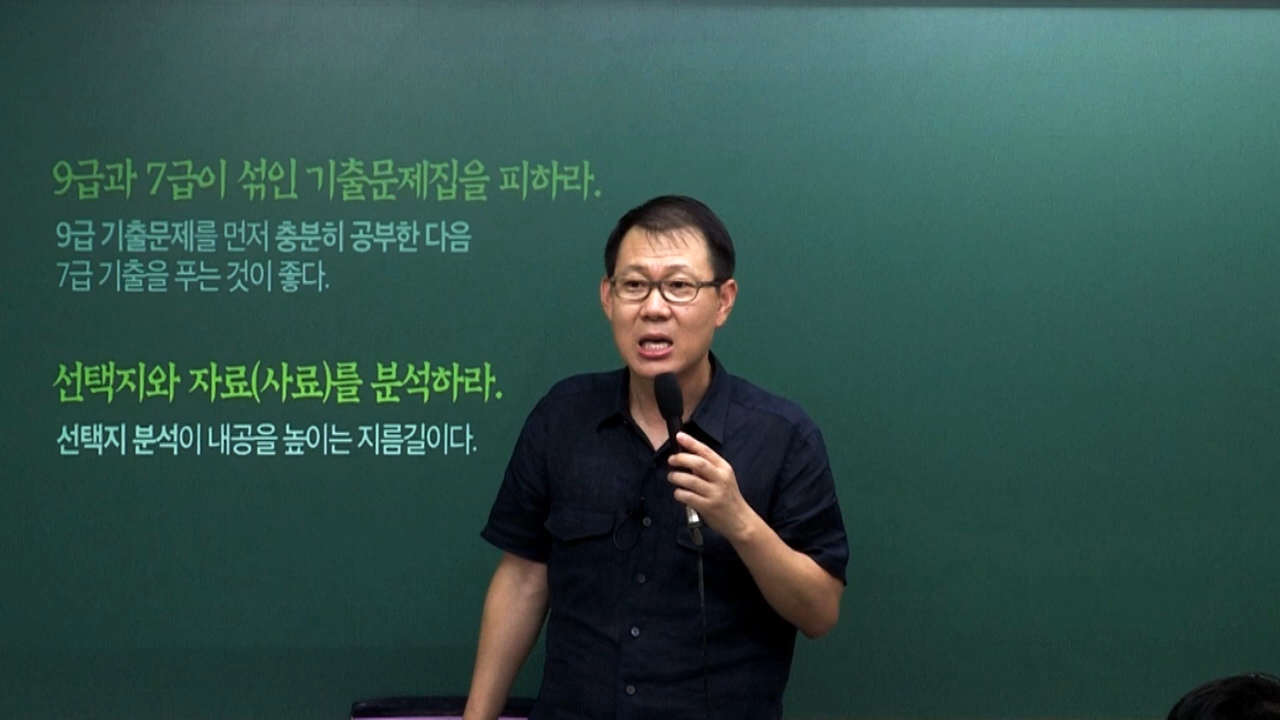 9급과 7급이 섞인 기출문제집을 피하라.
9급 기출문제를 먼저 충분히 공부한 다음
7급 기출을 푸는 것이 좋다.
선택지와 자료(사료)를 분석하라.
선택지 분석이 내공을 높이는 지름길이다.